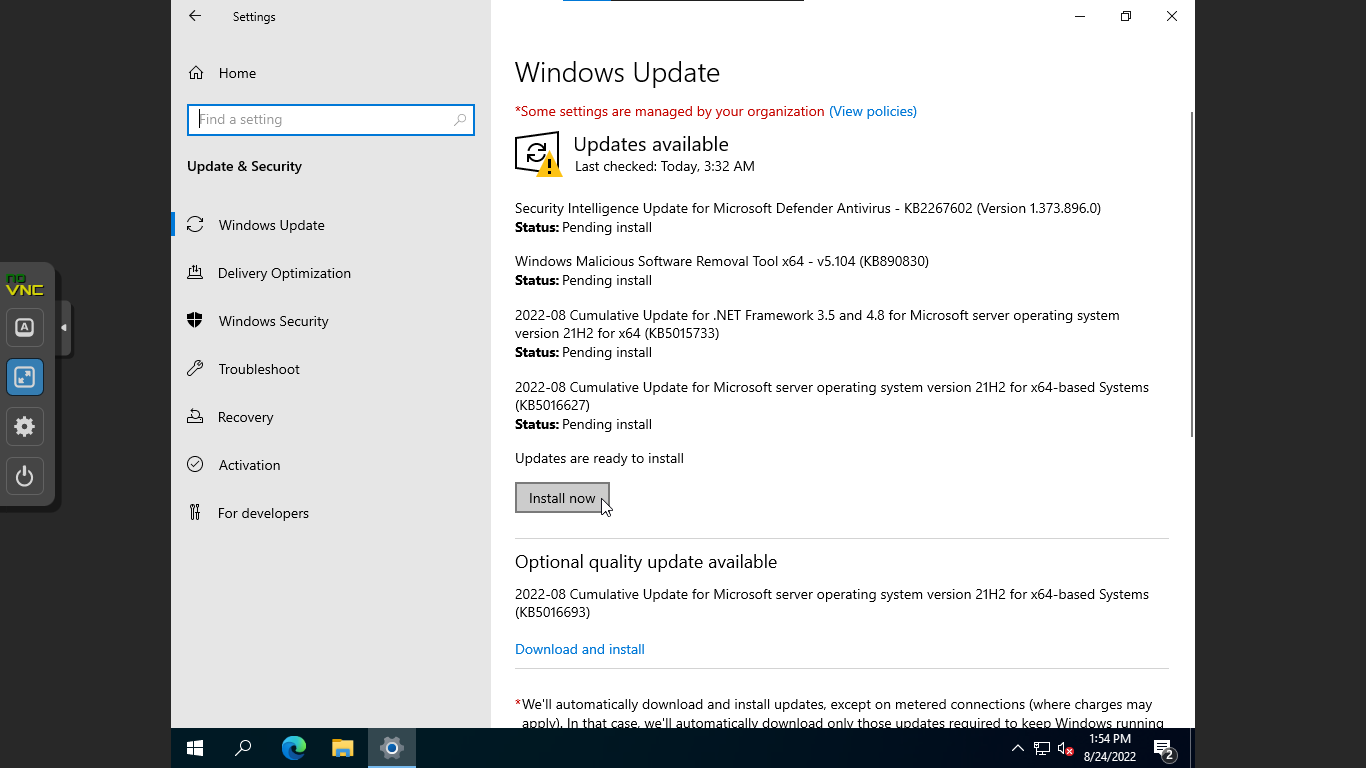 Settings
Home
Find a setting
Update & Security
Windows Update
Delivery Optimization
Windows Security
Troubleshoot
Recovery
Activation
For developers
Windows Update
*Some settings are managed by your organization (View policies)
Updates available
Last checked: Today, 3:32 AM
Security Intelligence Update for Microsoft Defender Antivirus - KB2267602 (Version 1.373.896.0)
Status: Pending install
Windows Malicious Software Removal Tool x64 - v5.104 (KB890830)
Status: Pending install
2022-08 Cumulative Update for .NET Framework 3.5 and 4.8 for Microsoft server operating system
version 21H2 for x64 (KB5015733)
Status: Pending install
2022-08 Cumulative Update for Microsoft server operating system version 21H2 for x64-based Systems
(KB5016627)
Status: Pending install
Updates are ready to install
Install now
Optional quality update available
2022-08 Cumulative Update for Microsoft server operating system version 21H2 for x64-based Systems
(KB5016693)
Download and install
*We'll automatically download and install updates, except on metered connections (where charges may
apply). In that case, we'll automatically download only those updates required to keep Windows running
no
VNC
A
1:54 PM
8/24/2022
2